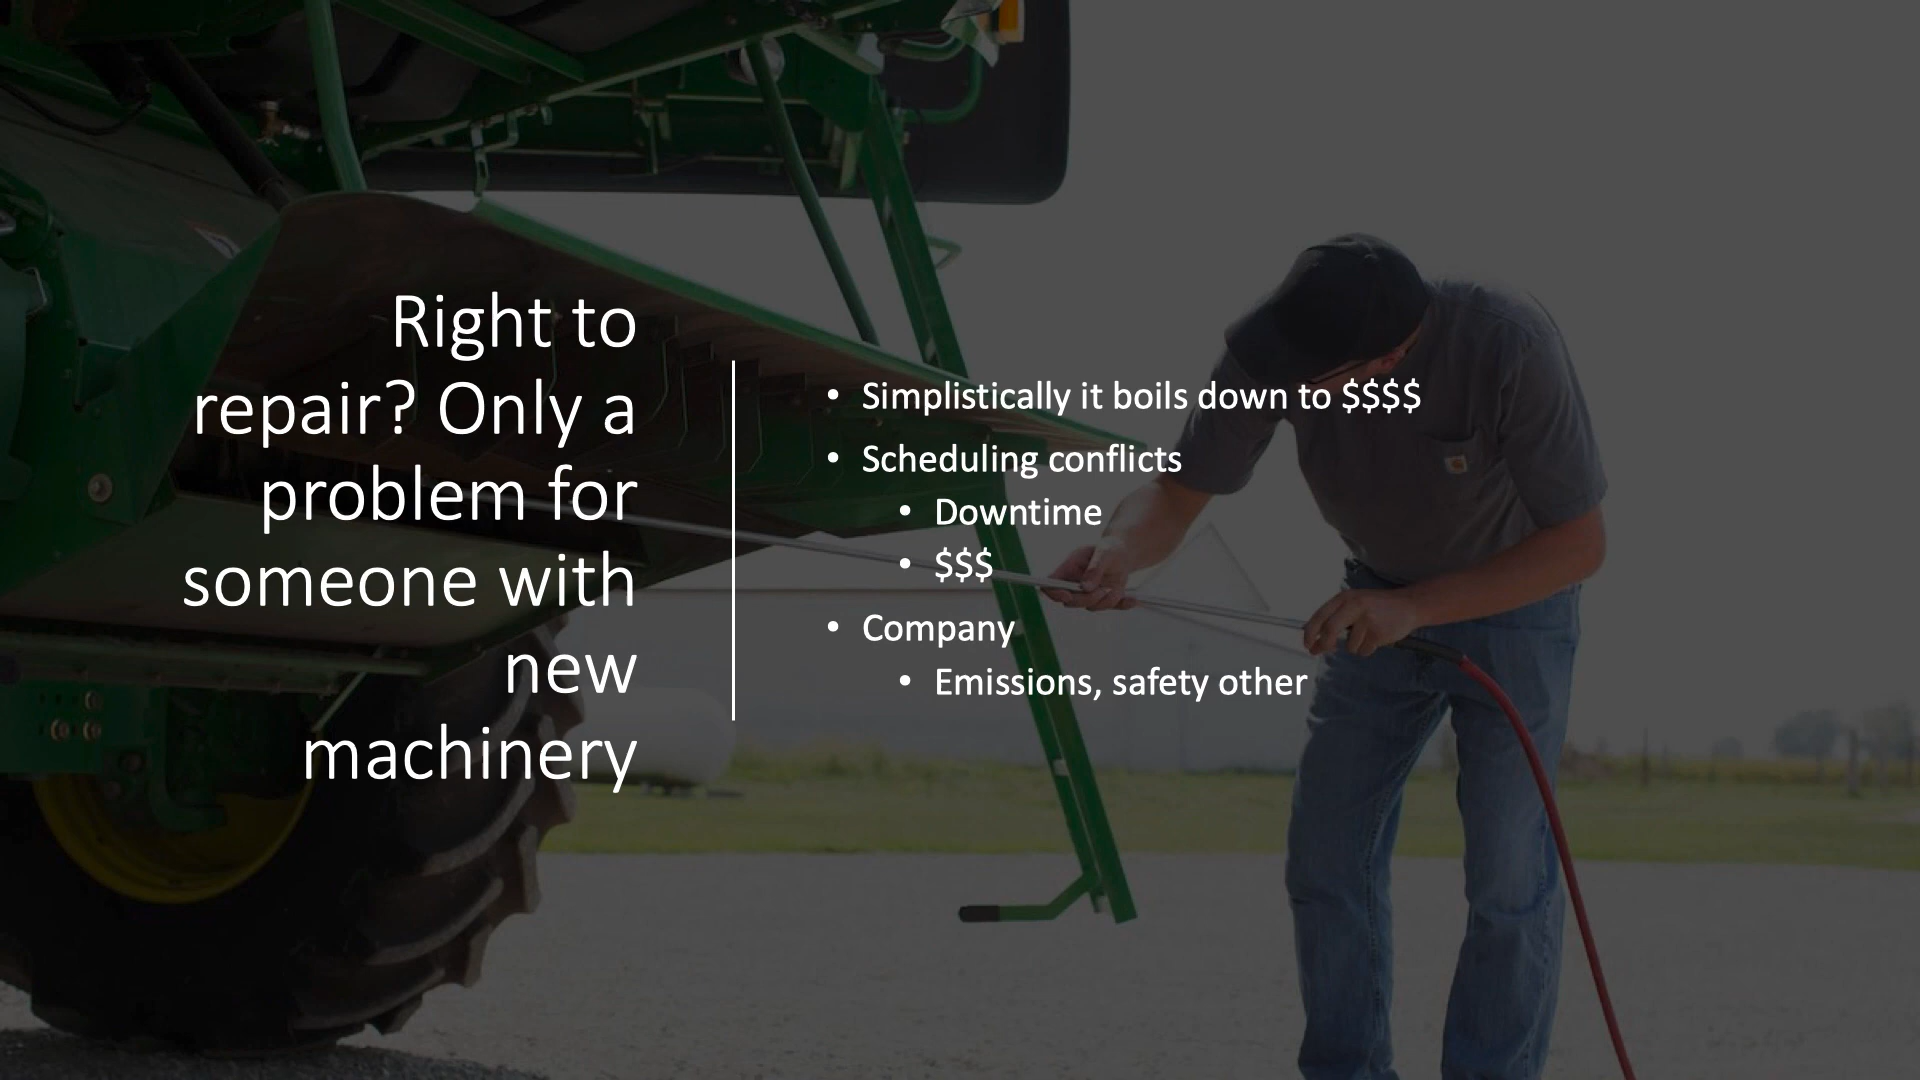 Right to
repair? Only a
problem for
someone with
new
machinery
• Simplistically it boils down to $$$$
• Scheduling conflicts
• Downtime
• $$$
• Company
• Emissions, safety other